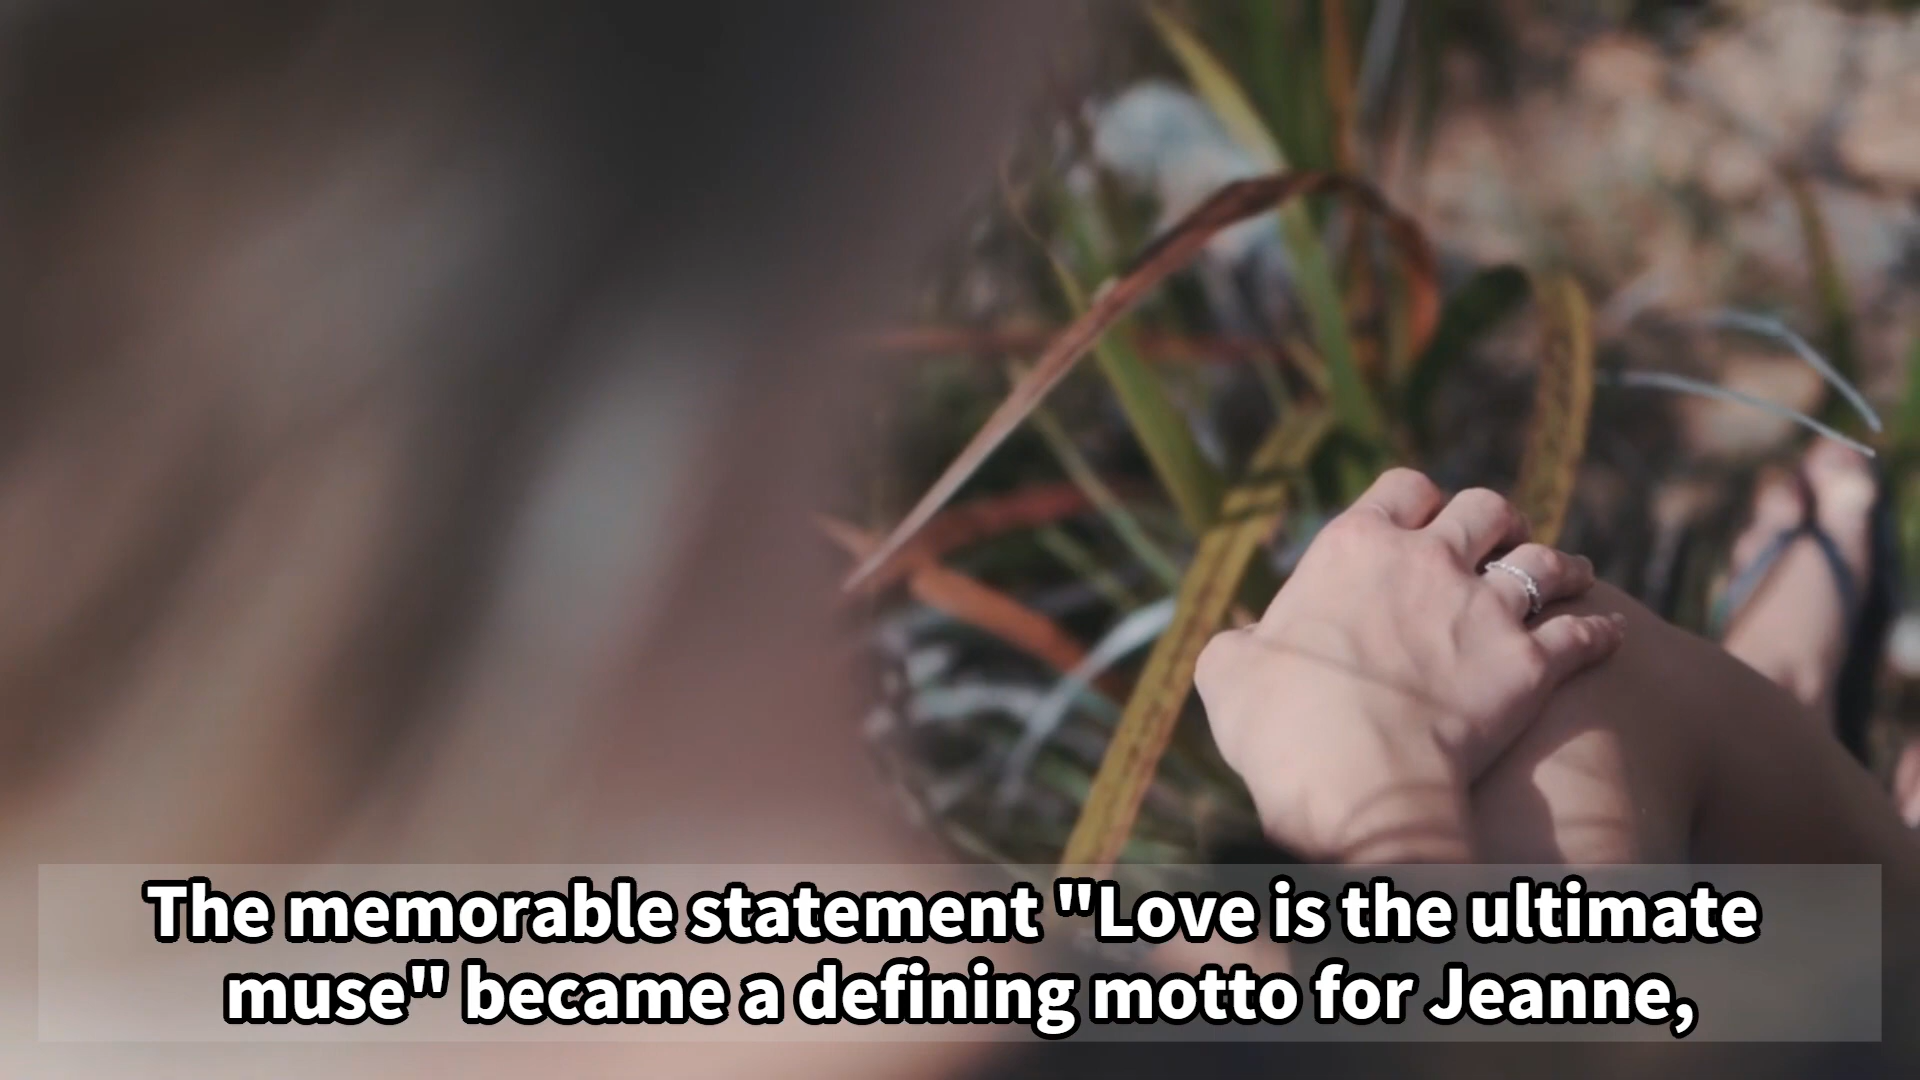 The memorable statement "Love is the ultimate
muse" became a defining motto for Jeanne,